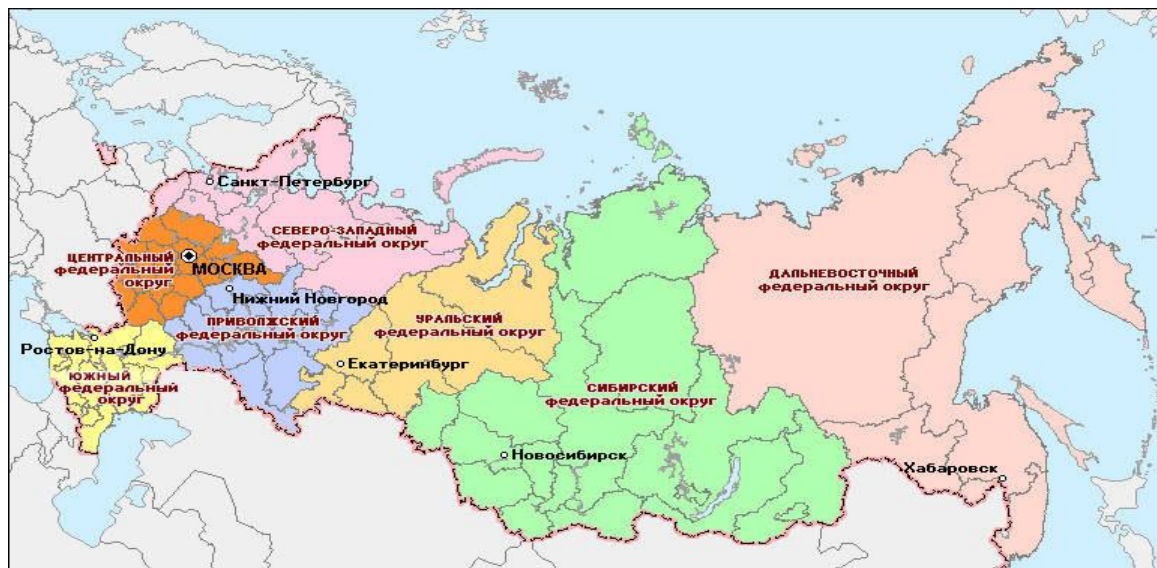 Санкт-Петербург
СЕВЕРО-ЗАПАДНЫЙ
федеральный округ
ЦЕНТРАЛЬНЫЙ
федеральный
округ
МОСКВА
Нижний Новгород
ПРИВОЛЖСКИЙ
федеральный округ
УРАЛЬСКИЙ
федеральный округ
ДАЛЬНЕВОСТОЧНЫЙ
федеральный округ
Ростов-на-Дону
ЮЖНЫЙ
федеральный
округ
Екатеринбург
СИБИРСКИЙ
федеральный округ
Новосибирск
Хабаровск